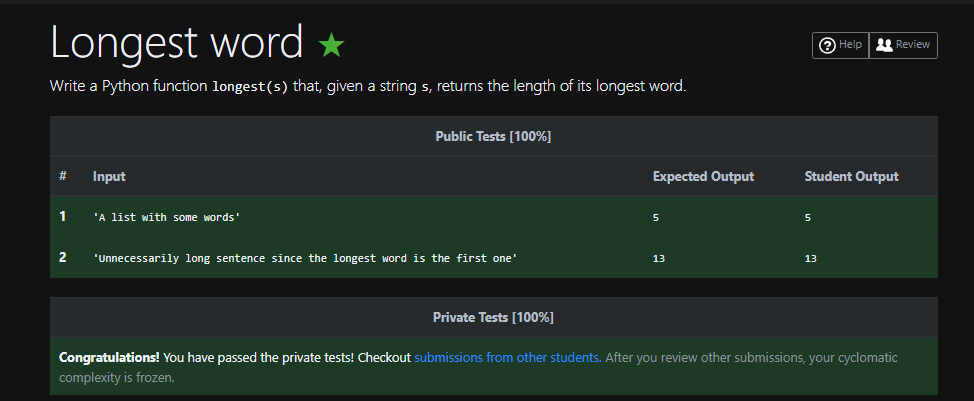 Longest word
Help Review
Write a Python function longest(s) that, given a string s, returns the length of its longest word.
Public Tests [100%]
# Input Expected Output Student Output
1 'A list with some words' 5 5
2 'Unnecessarily long sentence since the longest word is the first one' 13 13
Private Tests [100%]
Congratulations! You have passed the private tests! Checkout submissions from other students. After you review other submissions, your cyclomatic
complexity is frozen.